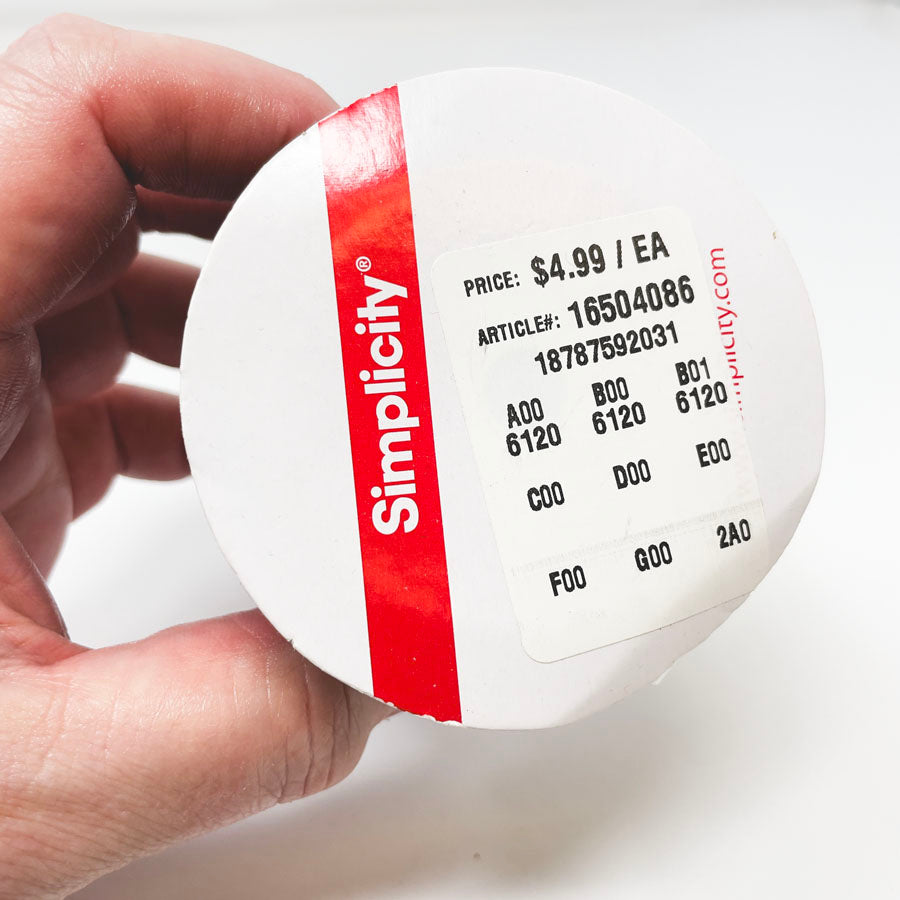 Simplicity®
PRICE: $4.99 / EA
ARTICLE#: 16504086
18787592031
A00 B00 B01
6120 6120 6120
C00 D00 E00
F00 G00 2A0